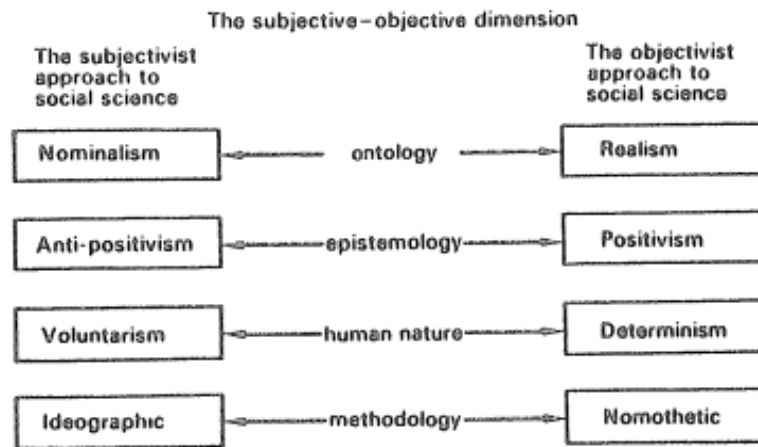 The subjective–objective dimension
The subjectivist
approach to
social science
The objectivist
approach to
social science
Nominalism
ontology
Realism
Anti-positivism
epistemology
Positivism
Voluntarism
human nature
Determinism
Ideographic
methodology
Nomothetic